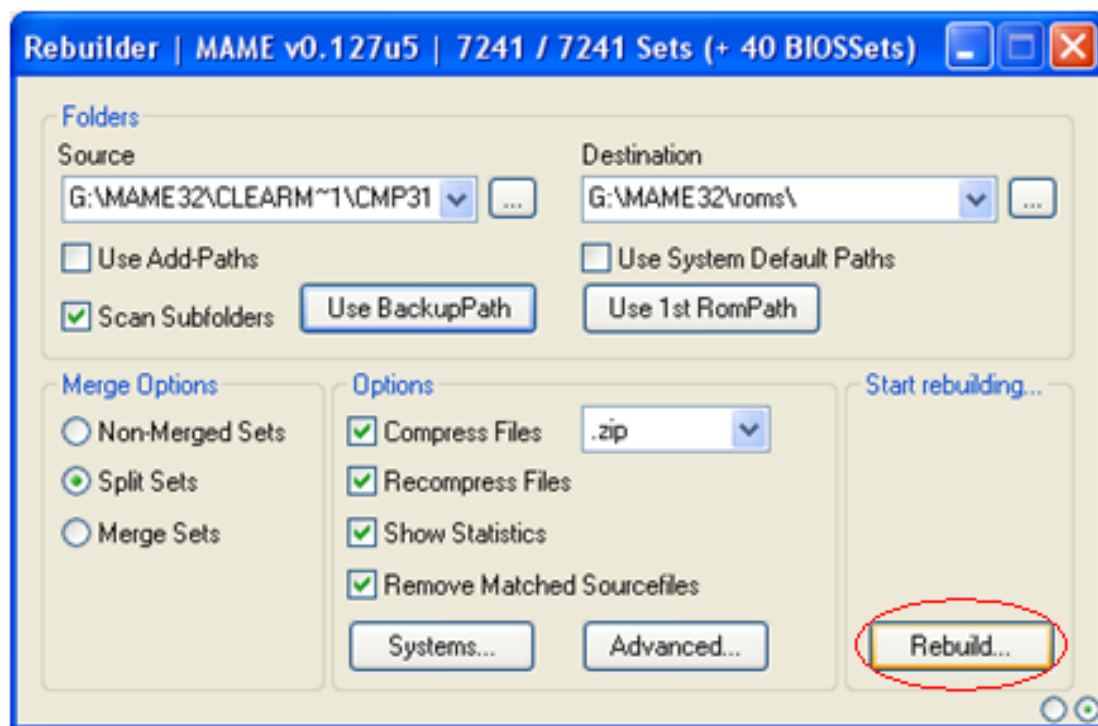 Rebuilder | MAME v0.127u5 | 7241 / 7241 Sets (+ 40 BIOSSets)
Folders
Source
Destination
G:\MAME32\CLEARM~1\CMP31
...
G:\MAME32\roms\
...
Use Add-Paths
Use System Default Paths
Scan Subfolders
Use BackupPath
Use 1st RomPath
Merge Options
Non-Merged Sets
Split Sets
Merge Sets
Options
Compress Files
.zip
Recompress Files
Show Statistics
Remove Matched Sourcefiles
Systems...
Advanced...
Start rebuilding...
Rebuild...